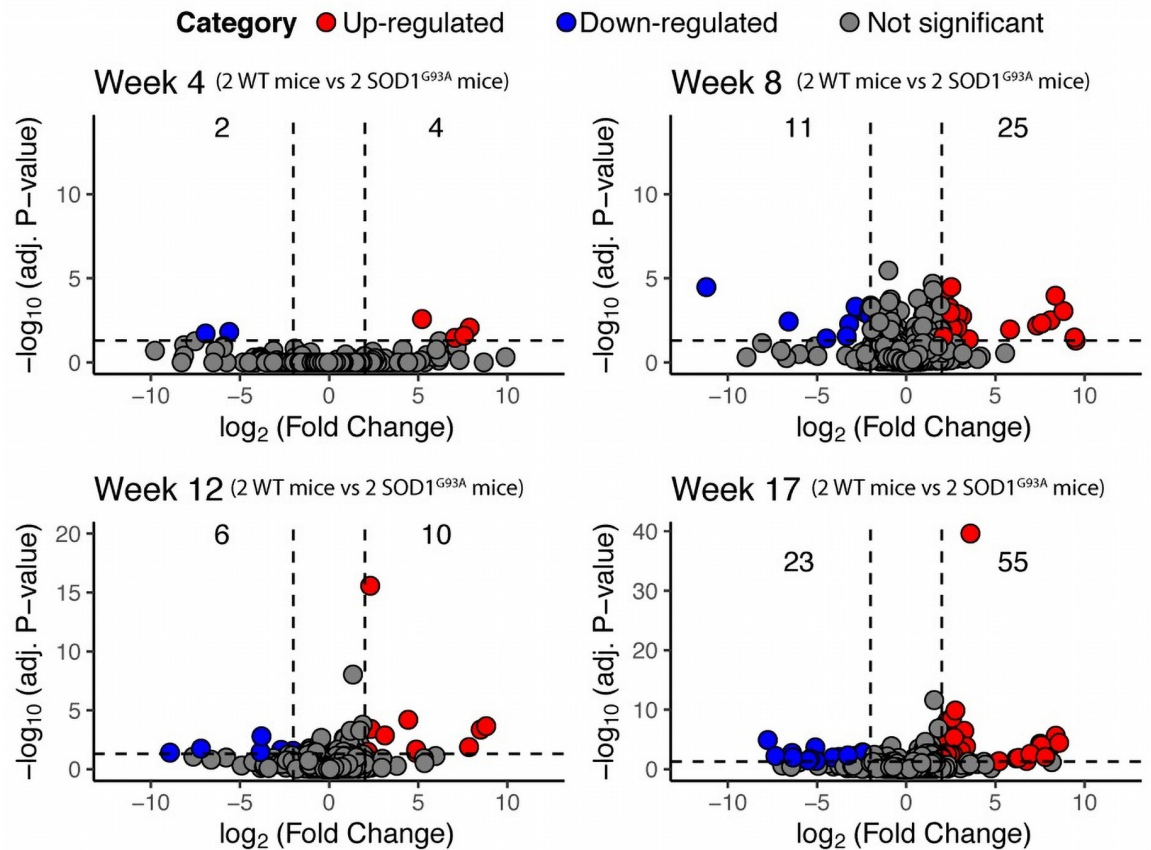 Category Up-regulated Down-regulated Not significant
Week 4 (2 WT mice vs 2 SOD1G93A mice)
2 4
10
5
0
−log10 (adj. P−value)
−10 −5 0 5 10
log2 (Fold Change)
Week 8 (2 WT mice vs 2 SOD1G93A mice)
11 25
10
5
0
−log10 (adj. P−value)
−10 −5 0 5 10
log2 (Fold Change)
Week 12 (2 WT mice vs 2 SOD1G93A mice)
6 10
20
15
10
5
0
−log10 (adj. P−value)
−10 −5 0 5 10
log2 (Fold Change)
Week 17 (2 WT mice vs 2 SOD1G93A mice)
23 55
40
30
20
10
0
−log10 (adj. P−value)
−10 −5 0 5 10
log2 (Fold Change)